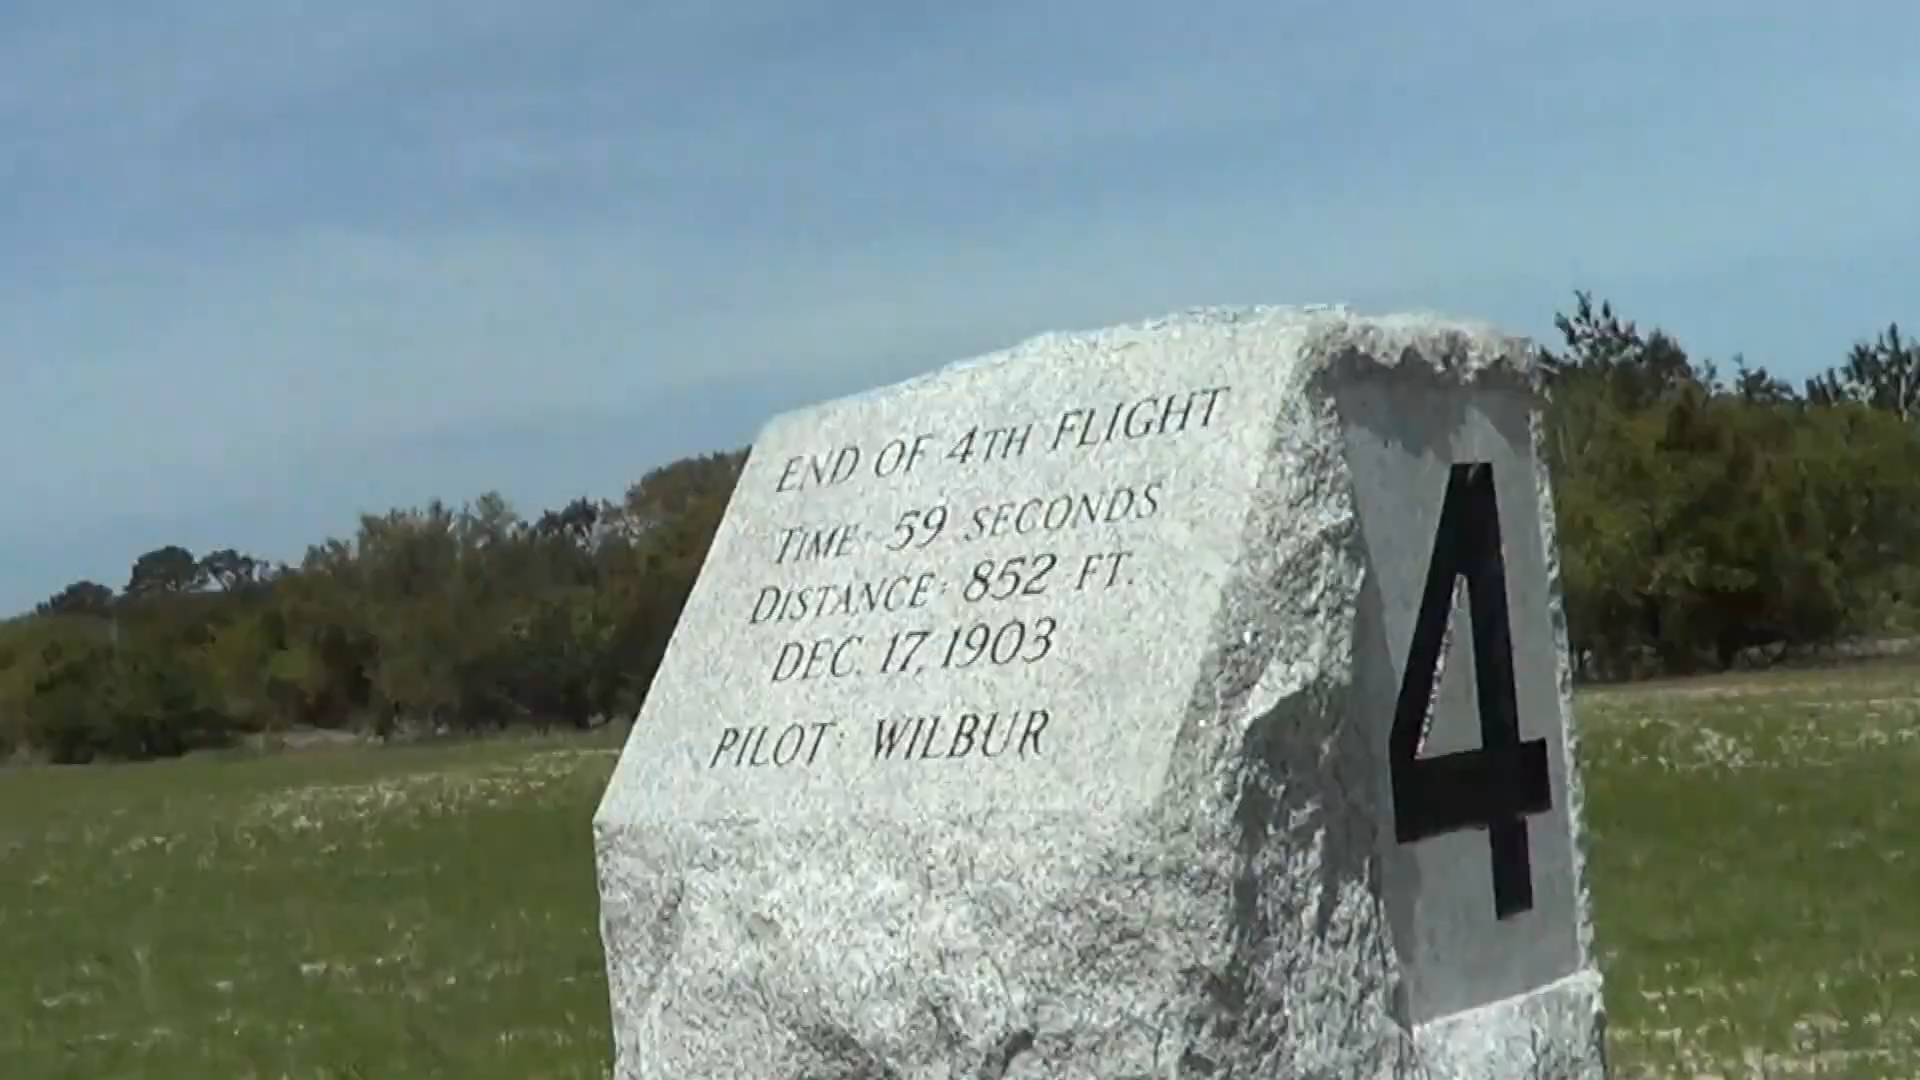 END OF 4TH FLIGHT
TIME: 59 SECONDS
DISTANCE: 852 FT.
DEC. 17, 1903
PILOT: WILBUR
4